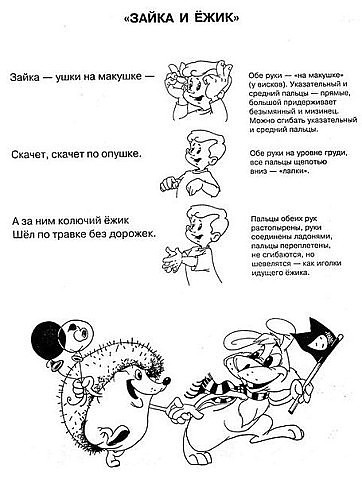 «ЗАЙКА И ЁЖИК»
Зайка — ушки на макушке —
Обе руки — «на макушке»
(у висков). Указательный и
средний пальцы — прямые,
большой придерживает
безымянный и мизинец.
Можно сгибать указательный
и средний пальцы.
Скачет, скачет по опушке.
Обе руки на уровне груди,
все пальцы щепотью
вниз — «лапки».
А за ним колючий ёжик
Шёл по травке без дорожек.
Пальцы обеих рук
растопырены, руки
соединены ладонями,
пальцы переплетены,
не сгибаются, но
шевелятся — как иголки
идущего ёжика.